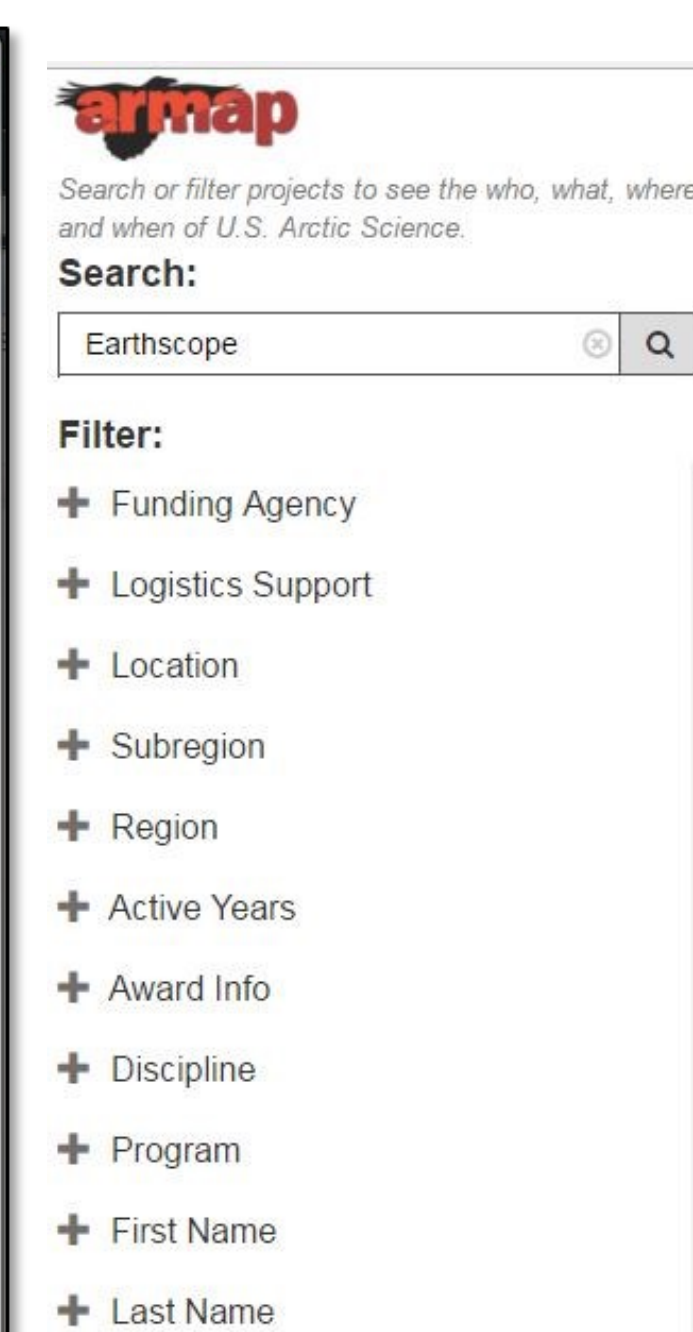 armap
Search or filter projects to see the who, what, where
and when of U.S. Arctic Science.
Search:
Earthscope
Filter:
Funding Agency
Logistics Support
Location
Subregion
Region
Active Years
Award Info
Discipline
Program
First Name
Last Name